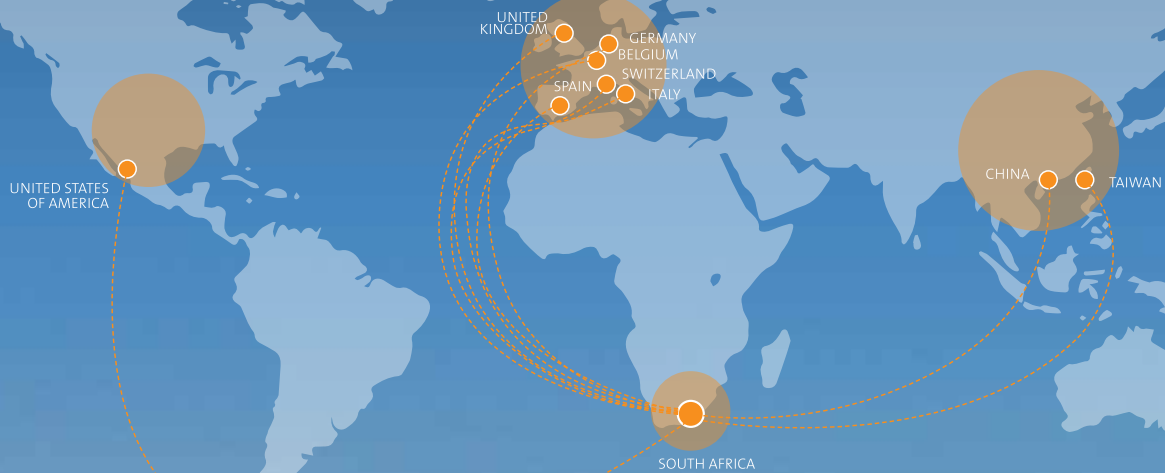 UNITED
KINGDOM
GERMANY
BELGIUM
SWITZERLAND
SPAIN
ITALY
CHINA
TAIWAN
UNITED STATES
OF AMERICA
SOUTH AFRICA